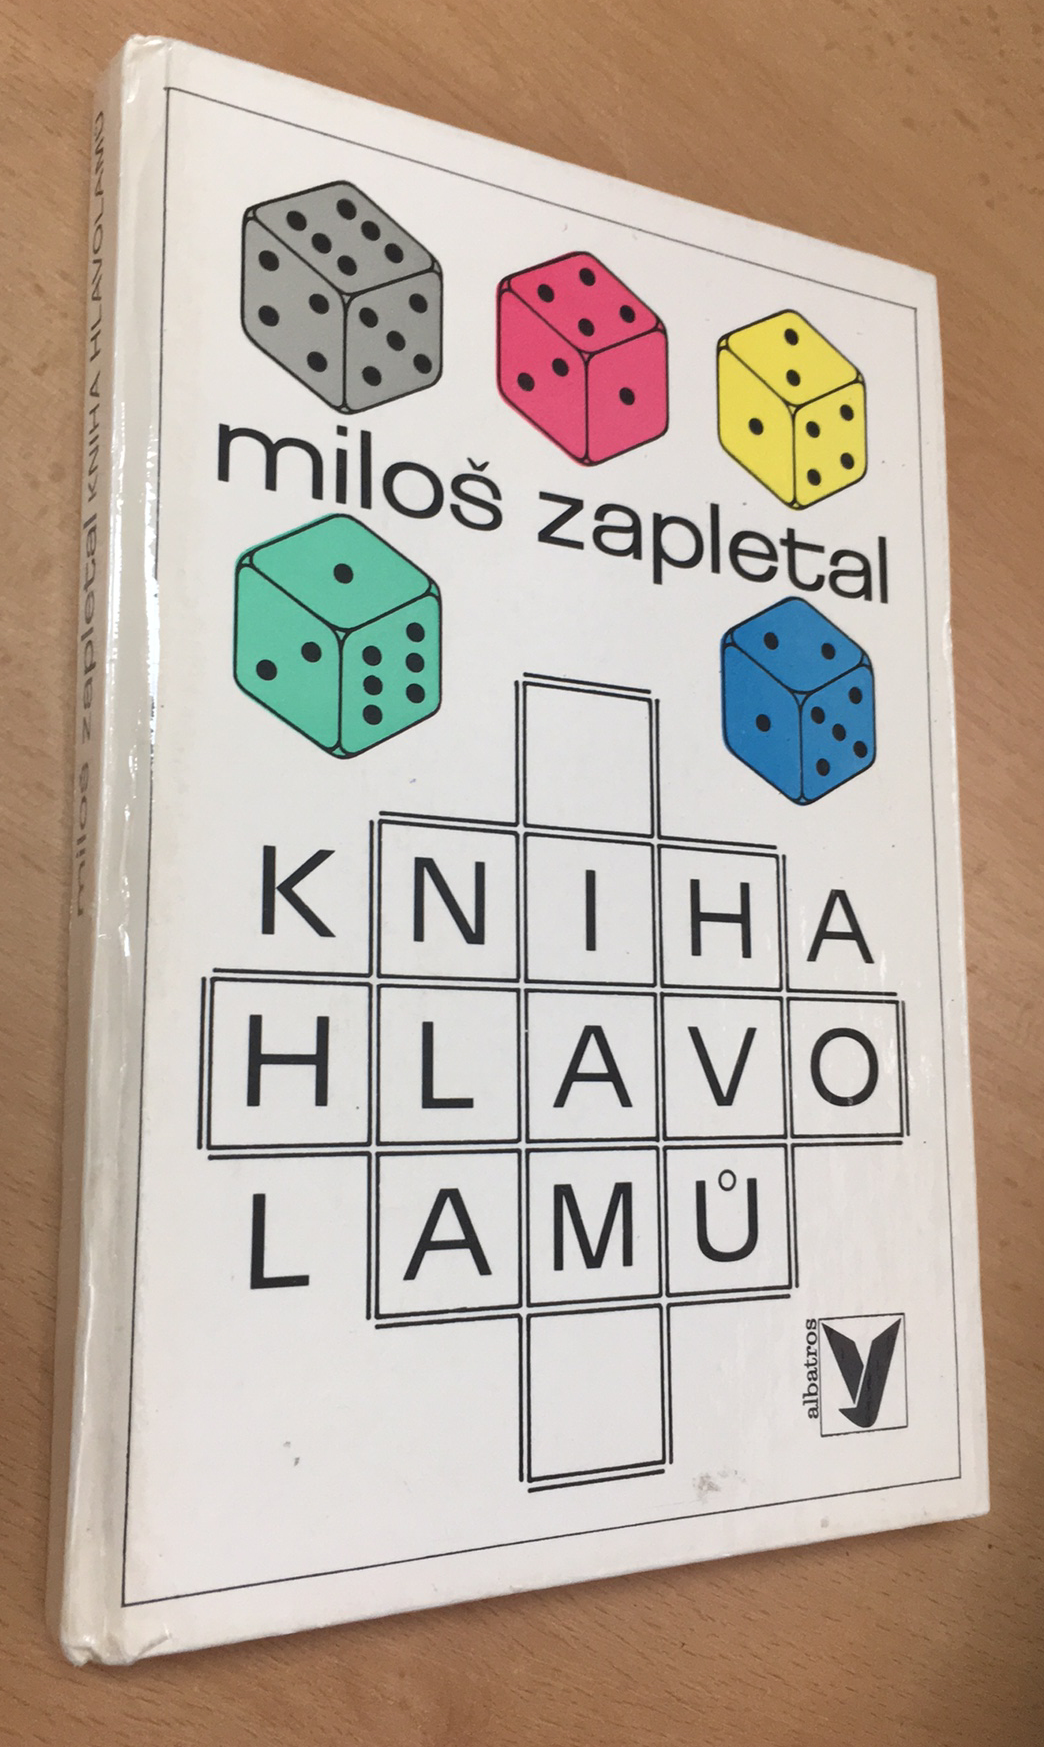 miloš zapletal KNIHA HLAVOLAMŮ
miloš zapletal
KNIHA
HLAVO
LAMŮ
albatros